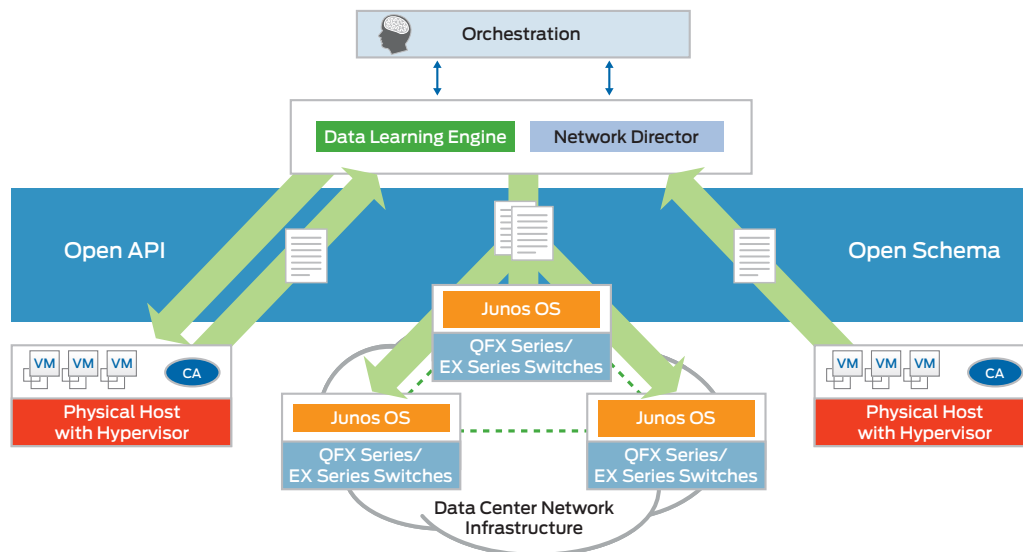 Orchestration
Data Learning Engine
Network Director
Open API
Open Schema
Junos OS
QFX Series/
EX Series Switches
VM VM VM
CA
Physical Host
with Hypervisor
Junos OS
QFX Series/
EX Series Switches
Junos OS
QFX Series/
EX Series Switches
VM VM VM
CA
Physical Host
with Hypervisor
Data Center Network
Infrastructure